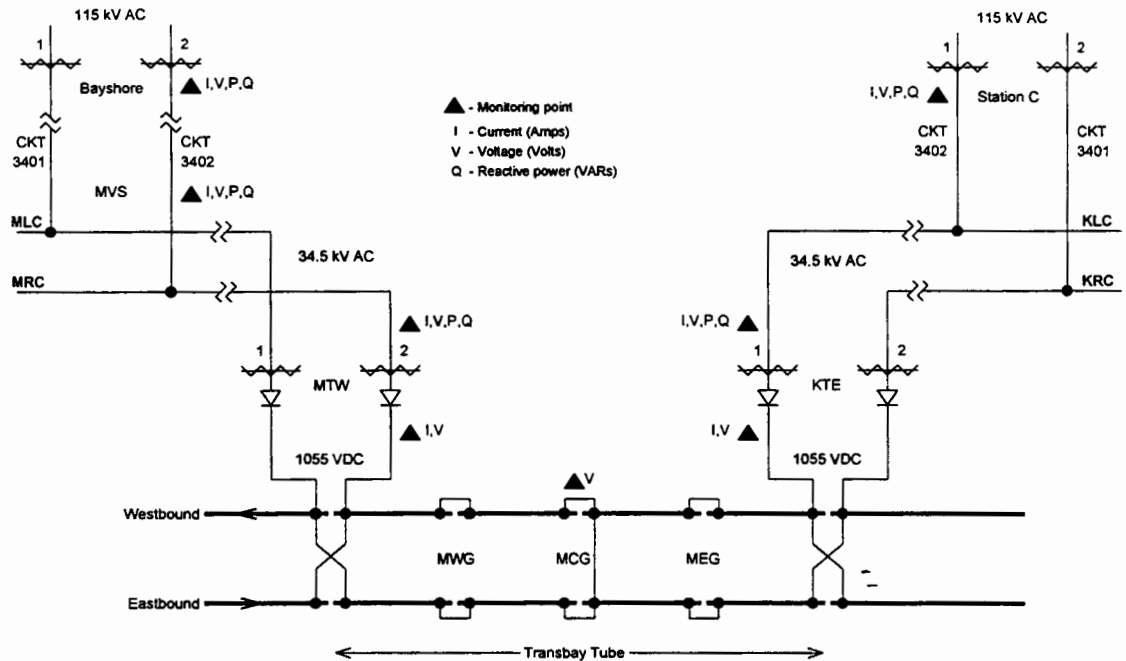 115 kV AC
115 kV AC
1
2
1
2
Bayshore
I,V,P,Q
I,V,P,Q
Station C
- Monitoring point
I - Current (Amps)
V - Voltage (Volts)
Q - Reactive power (VARs)
CKT
3401
CKT
3402
CKT
3402
CKT
3401
MVS
I,V,P,Q
MLC
KLC
34.5 kV AC
34.5 kV AC
MRC
KRC
I,V,P,Q
I,V,P,Q
1
2
1
2
MTW
KTE
I,V
I,V
1055 VDC
1055 VDC
V
Westbound
MWG
MCG
MEG
Eastbound
Transbay Tube